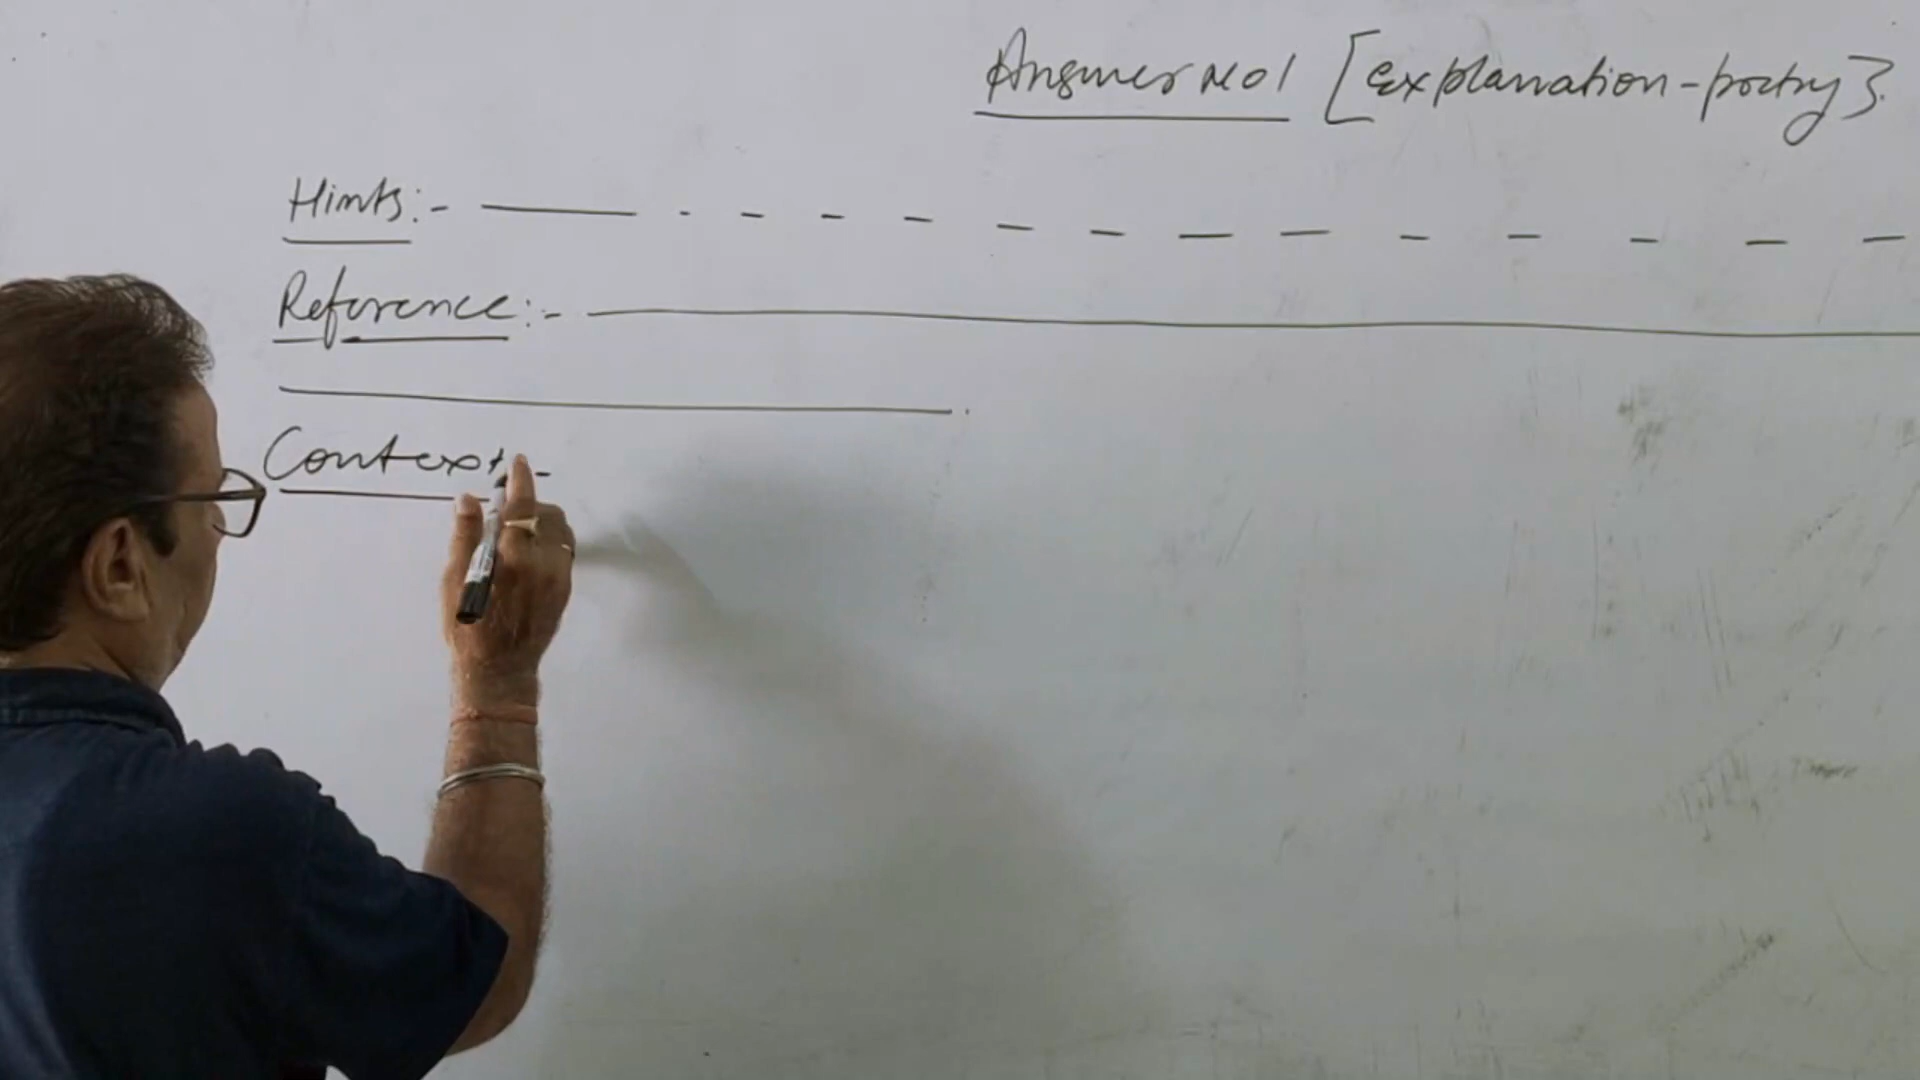 Answer No 1 [Explanation-poetry}.
Hints:-
Reference:-
Context:-